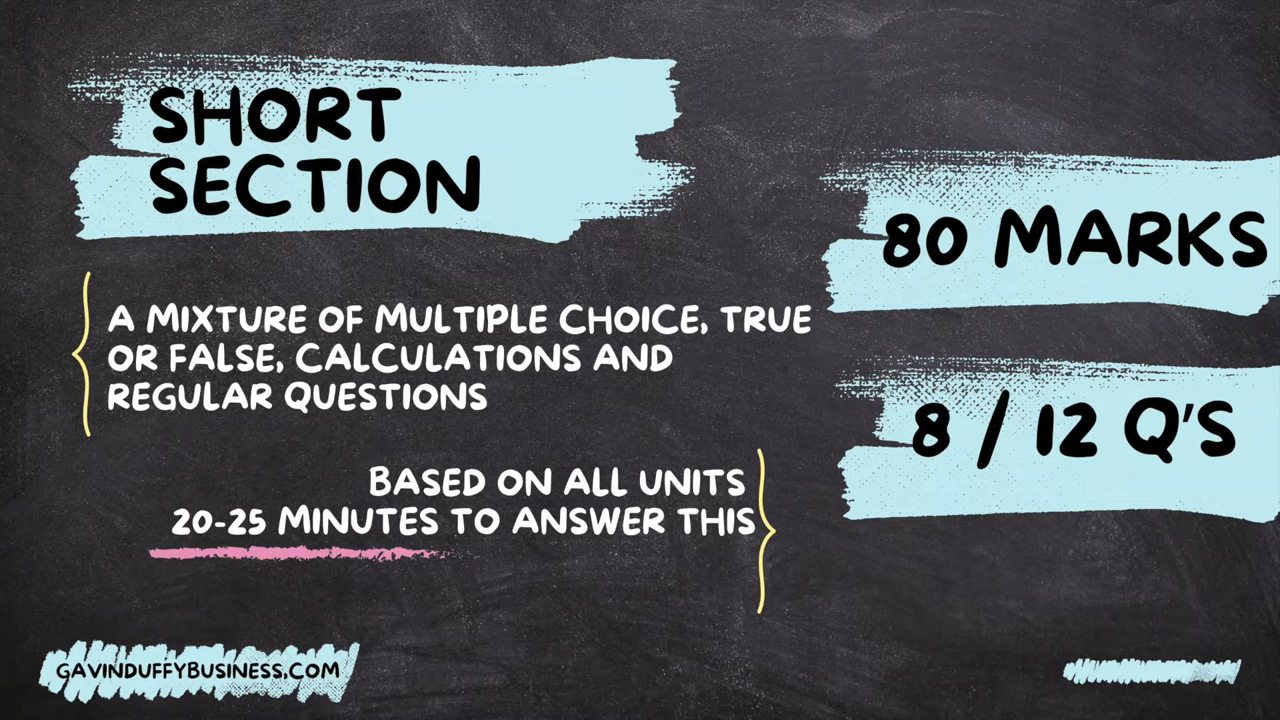 SHORT
SECTION
80 MARKS
A MIXTURE OF MULTIPLE CHOICE, TRUE
OR FALSE, CALCULATIONS AND
REGULAR QUESTIONS
8 / 12 Q'S
BASED ON ALL UNITS
20-25 MINUTES TO ANSWER THIS
GAVINDUFFYBUSINESS.COM